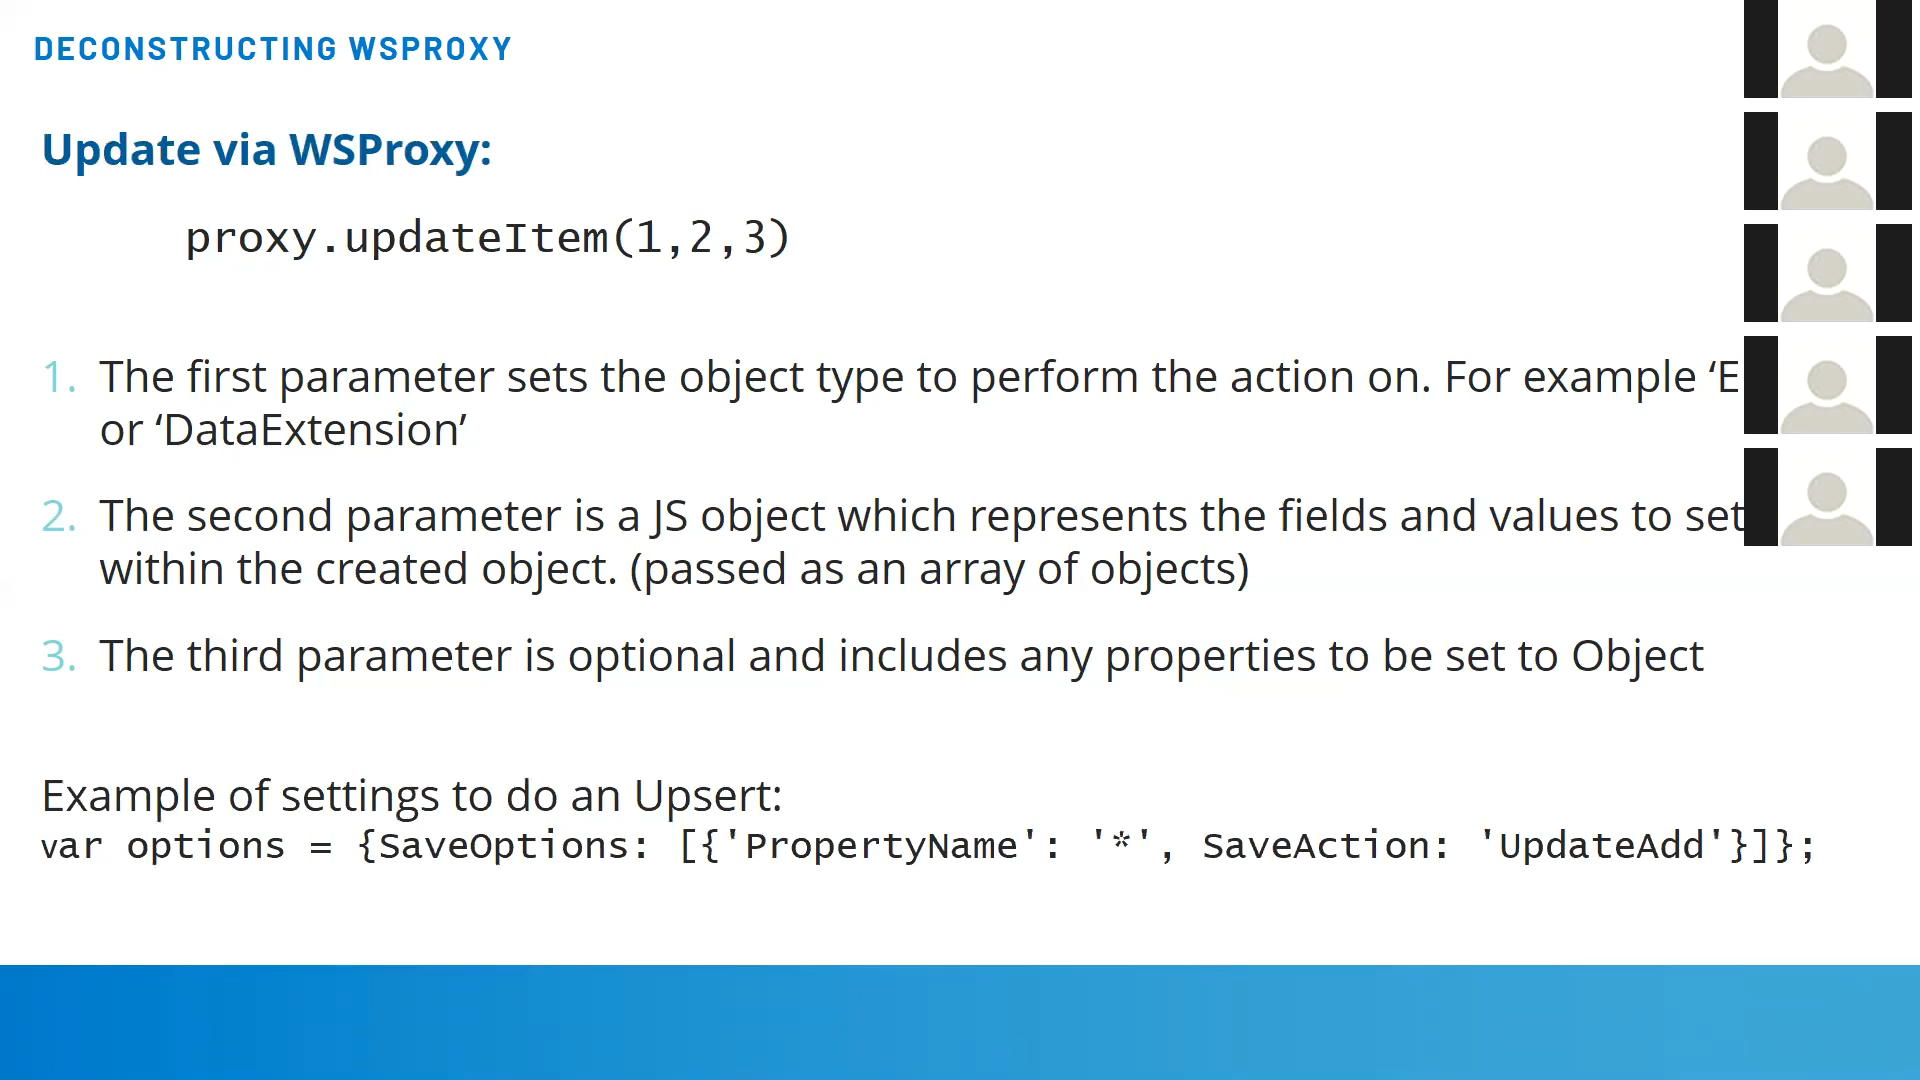 DECONSTRUCTING WSPROXY
Update via WSProxy:
proxy.updateItem(1,2,3)
1. The first parameter sets the object type to perform the action on. For example ‘E
or ‘DataExtension’
2. The second parameter is a JS object which represents the fields and values to set
within the created object. (passed as an array of objects)
3. The third parameter is optional and includes any properties to be set to Object
Example of settings to do an Upsert:
var options = {SaveOptions: [{'PropertyName': '*', SaveAction: 'UpdateAdd'}]};